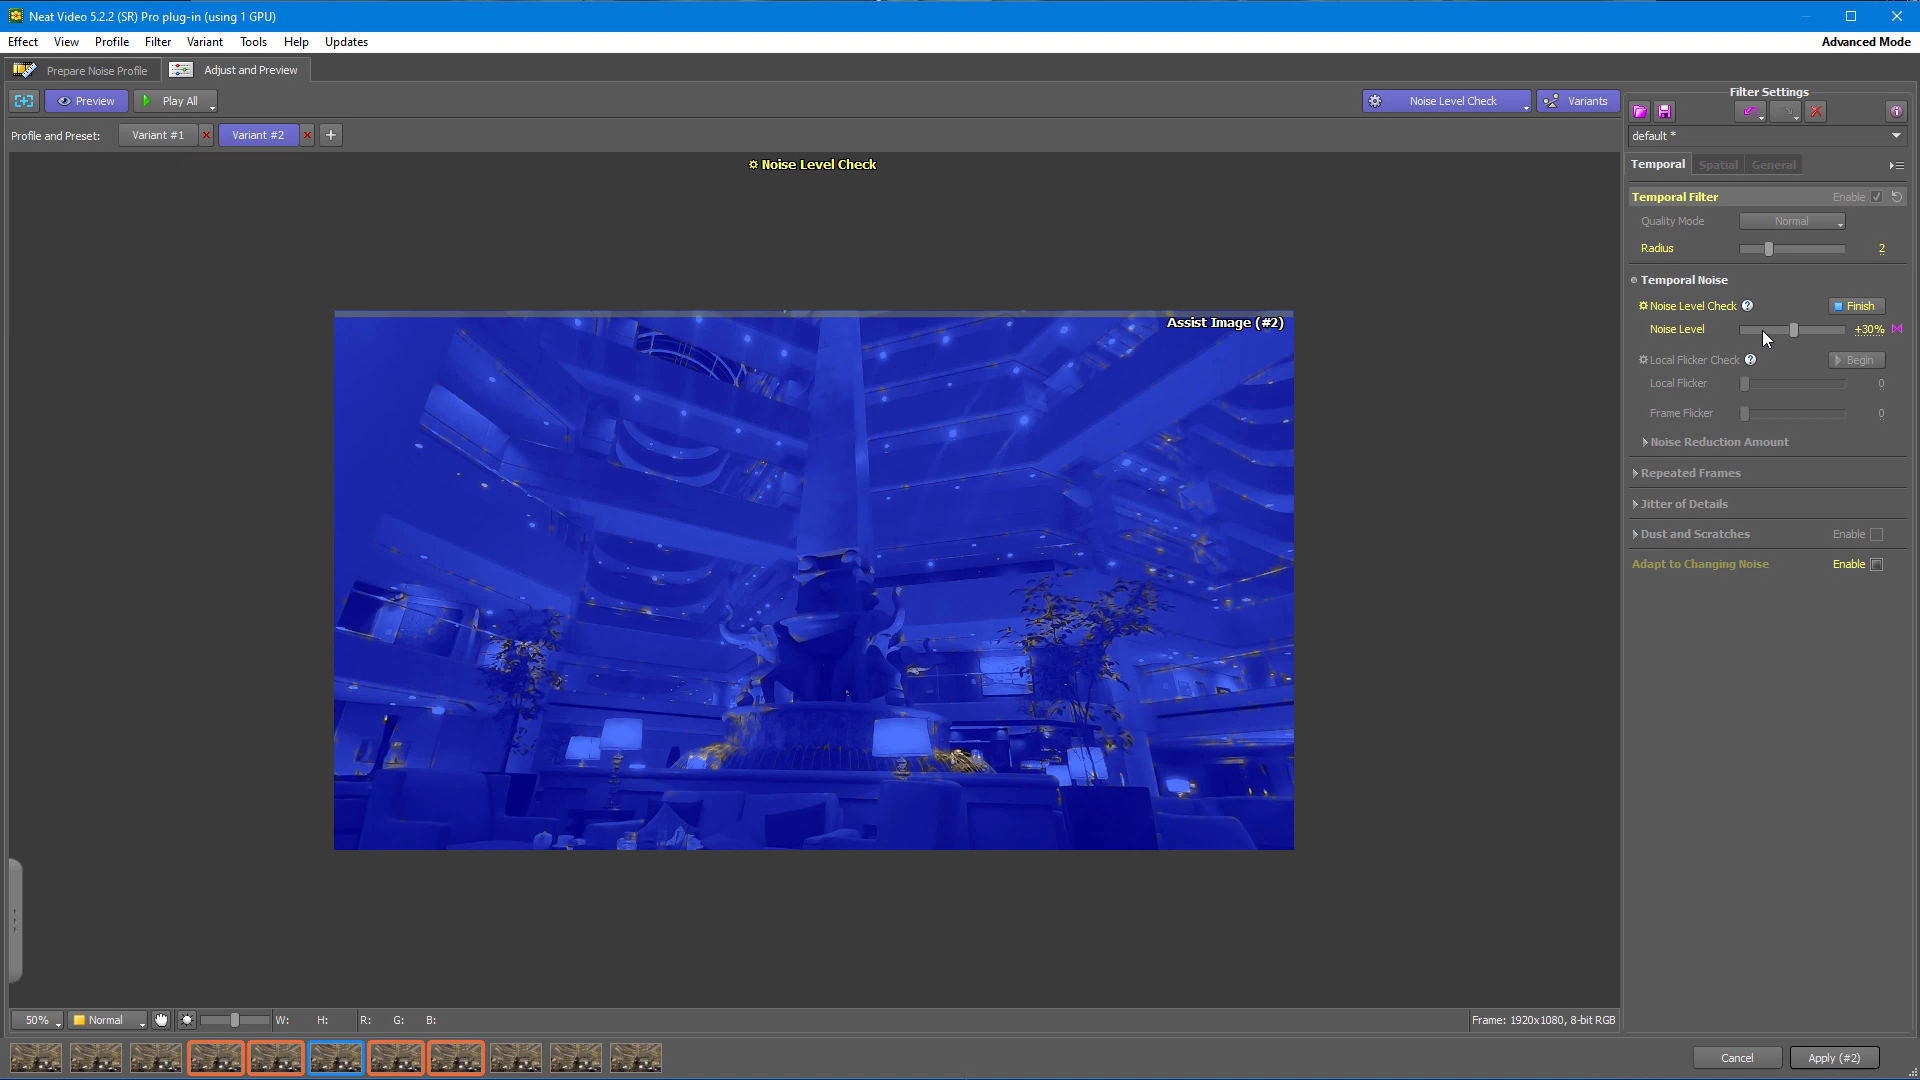 Neat Video 5.2.2 (SR) Pro plug-in (using 1 GPU)
Effect View Profile Filter Variant Tools Help Updates Advanced Mode
Prepare Noise Profile Adjust and Preview
Preview Play All Noise Level Check Variants
Filter Settings
Profile and Preset: Variant #1 Variant #2 +
default *
Noise Level Check
Temporal Spatial General
Temporal Filter Enable
Quality Mode Normal
Radius 2
Temporal Noise
Noise Level Check ? Finish
Assist Image (#2)
Noise Level +30%
Local Flicker Check ? Begin
Local Flicker 0
Frame Flicker 0
Noise Reduction Amount
Repeated Frames
Jitter of Details
Dust and Scratches Enable
Adapt to Changing Noise Enable
50% Normal W: H: R: G: B: Frame: 1920x1080, 8-bit RGB
Cancel Apply (#2)